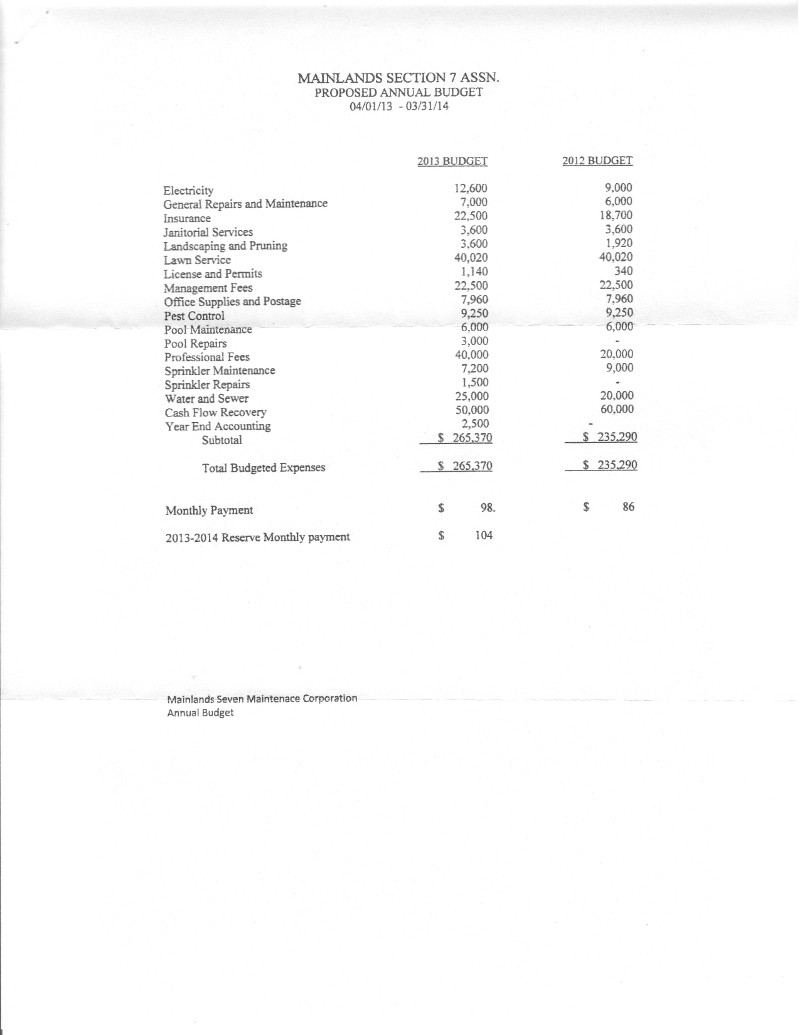 MAINLANDS SECTION 7 ASSN.
PROPOSED ANNUAL BUDGET
04/01/13 - 03/31/14
2013 BUDGET 2012 BUDGET
Electricity 12,600 9,000
General Repairs and Maintenance 7,000 6,000
Insurance 22,500 18,700
Janitorial Services 3,600 3,600
Landscaping and Pruning 3,600 1,920
Lawn Service 40,020 40,020
License and Permits 1,140 340
Management Fees 22,500 22,500
Office Supplies and Postage 7,960 7,960
Pest Control 9,250 9,250
Pool Maintenance 6,000 6,000
Pool Repairs 3,000 -
Professional Fees 40,000 20,000
Sprinkler Maintenance 7,200 9,000
Sprinkler Repairs 1,500 -
Water and Sewer 25,000 20,000
Cash Flow Recovery 50,000 60,000
Year End Accounting 2,500 -
Subtotal $ 265,370 $ 235,290
Total Budgeted Expenses $ 265,370 $ 235,290
Monthly Payment $ 98. $ 86
2013-2014 Reserve Monthly payment $ 104
Mainlands Seven Maintenace Corporation
Annual Budget